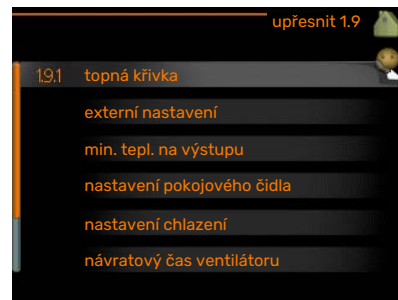 upřesnit 1.9
1.9.1 topná křivka
externí nastavení
min. tepl. na výstupu
nastavení pokojového čidla
nastavení chlazení
návratový čas ventilátoru